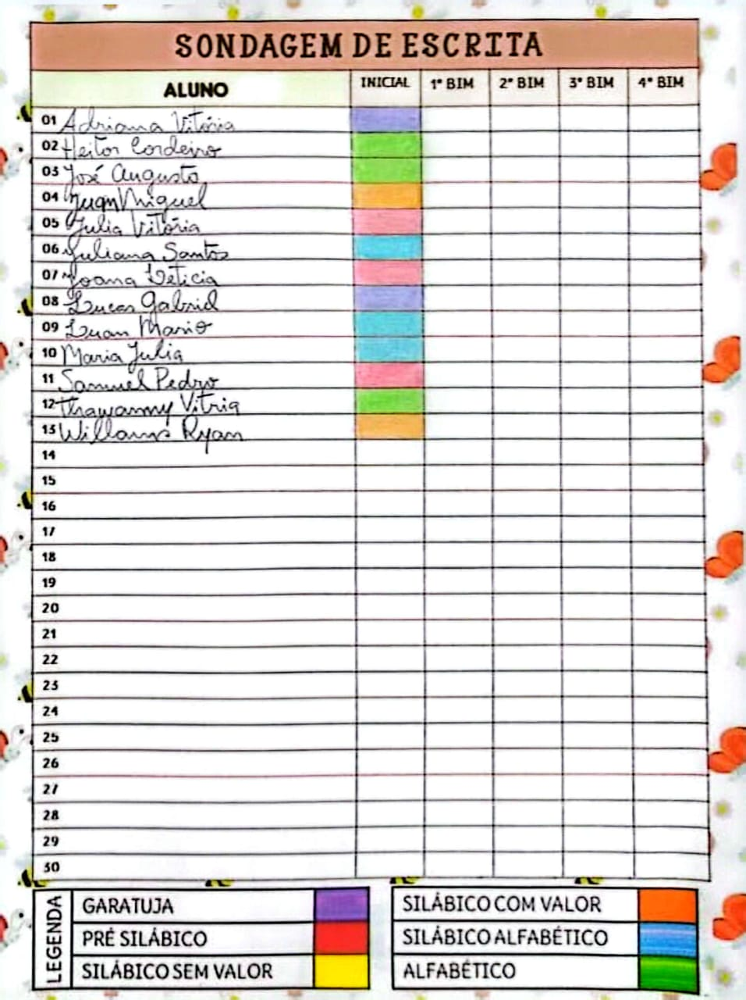 SONDAGEM DE ESCRITA
ALUNO INICIAL 1º BIM 2º BIM 3º BIM 4º BIM
01 Adriana Vitória
02 Heitor Cordeiro
03 José Augusto
04 Juan Miguel
05 Julia Vitória
06 Juliana Santos
07 Joana Leticia
08 Lucas Gabriel
09 Luan Mario
10 Maria Julia
11 Samuel Pedro
12 Thawanny Vitria
13 Willams Ryan
14
15
16
17
18
19
20
21
22
23
24
25
26
27
28
29
30
LEGENDA
GARATUJA
PRÉ SILÁBICO
SILÁBICO SEM VALOR
SILÁBICO COM VALOR
SILÁBICO ALFABÉTICO
ALFABÉTICO